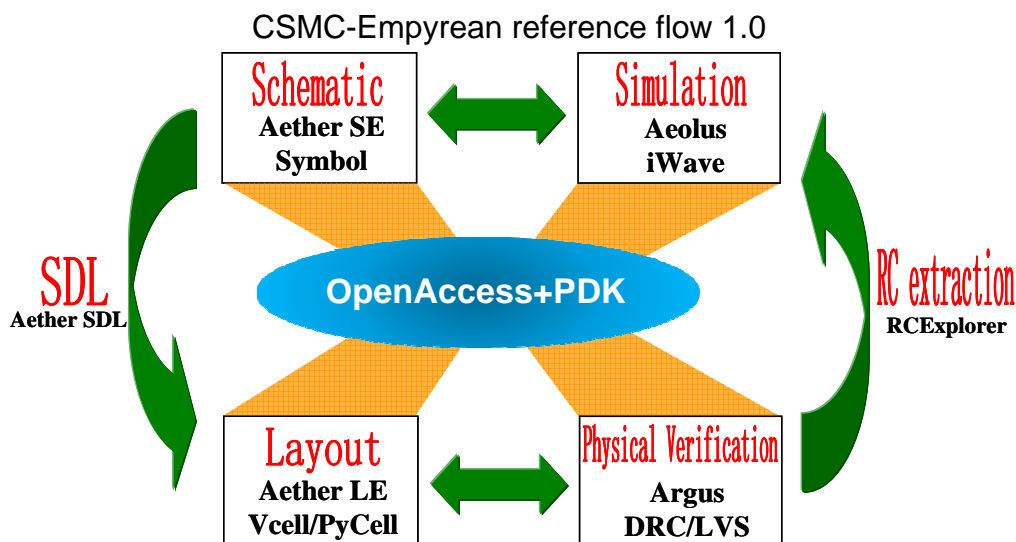 CSMC-Empyrean reference flow 1.0
Schematic
Aether SE
Symbol
Simulation
Aeolus
iWave
SDL
Aether SDL
OpenAccess+PDK
RC extraction
RCExplorer
Layout
Aether LE
Vcell/PyCell
Physical Verification
Argus
DRC/LVS